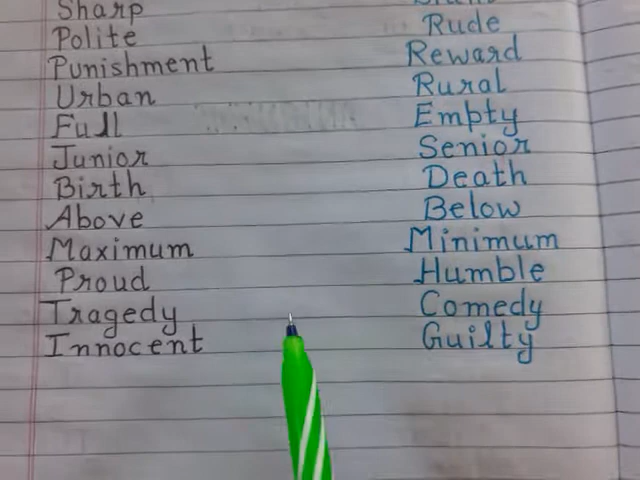 Sharp
Polite Rude
Punishment Reward
Urban Rural
Full Empty
Junior Senior
Birth Death
Above Below
Maximum Minimum
Proud Humble
Tragedy Comedy
Innocent Guilty